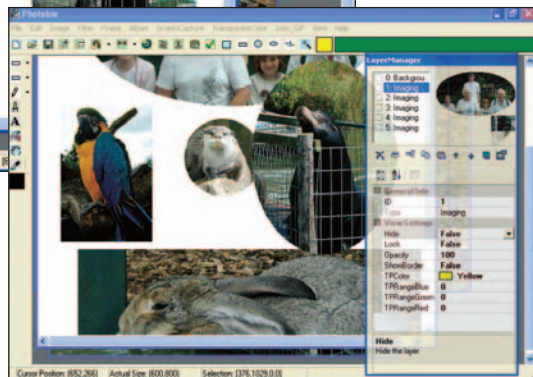 Photobie
File Edit Image Filter Frame Album ScreenCapture TransparentColor Icon_GIF View Help
LayerManager
0: Backgrou
1: Imaging
2: Imaging
3: Imaging
4: Imaging
5: Imaging
A
General Info
ID 1
Type Imaging
View Settings
Hide False
Lock False
Opacity 100
ShowBorder False
TPColor Yellow
TPRangeBlue 0
TPRangeGreen 0
TPRangeRed 0
Hide
Hide the layer
Cursor Position: (652,266) Actual Size: (600,800) Selection: (376,1029,0,0)